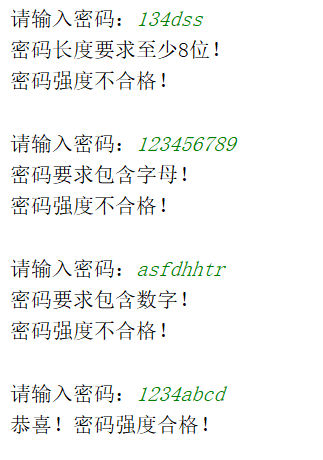 请输入密码：134dss
密码长度要求至少8位！
密码强度不合格！
请输入密码：123456789
密码要求包含字母！
密码强度不合格！
请输入密码：asfdhhtr
密码要求包含数字！
密码强度不合格！
请输入密码：1234abcd
恭喜！密码强度合格！